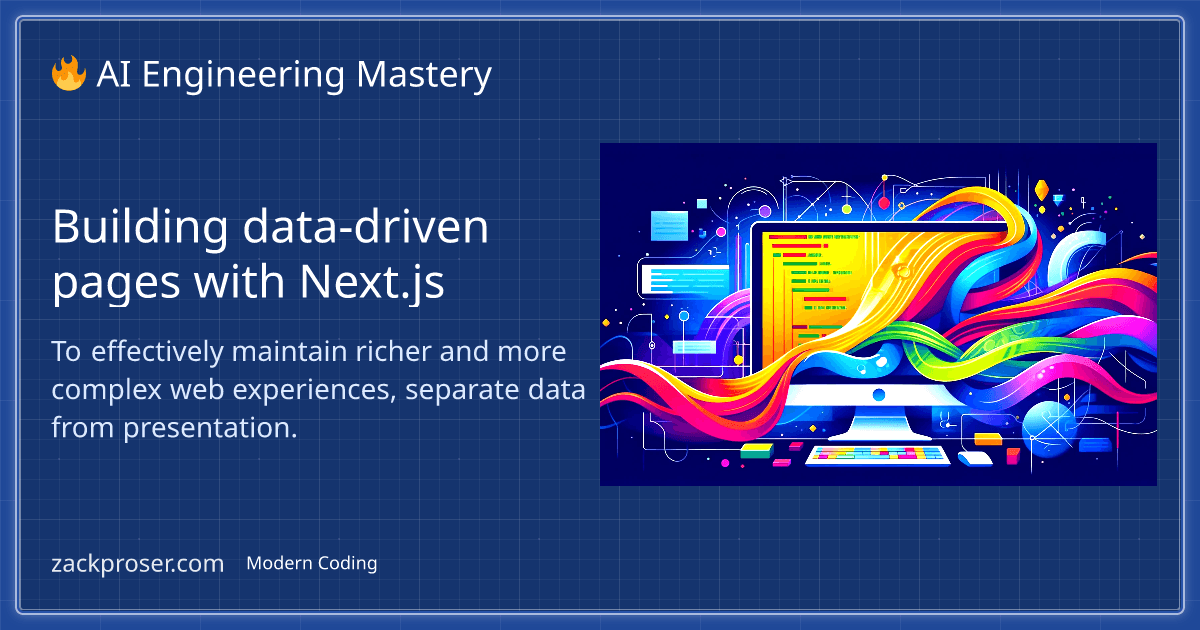 AI Engineering Mastery
Building data-driven
pages with Next.js
To effectively maintain richer and more
complex web experiences, separate data
from presentation.
zackproser.com
Modern Coding